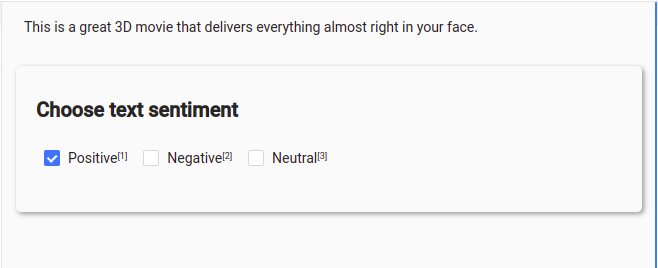 This is a great 3D movie that delivers everything almost right in your face.
Choose text sentiment
Positive[1] Negative[2] Neutral[3]